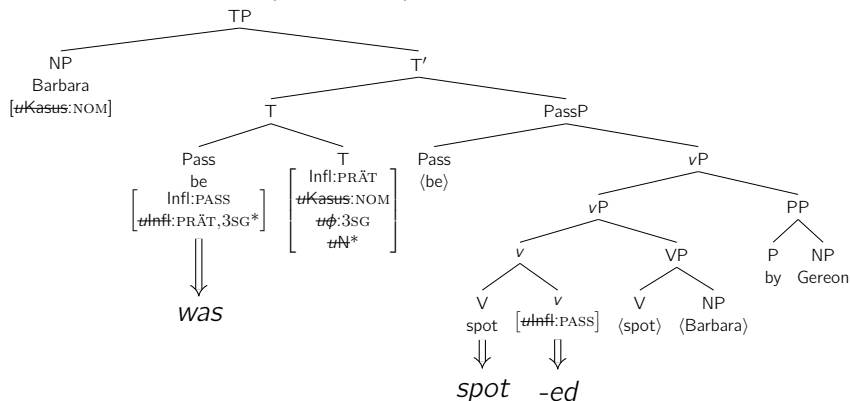 TP
NP T′
Barbara
[uKasus:NOM]
T PassP
Pass T Pass vP
be ⟨be⟩
Infl:PASS Infl:PRÄT
uInfl:PRÄT,3SG* uKasus:NOM
uϕ:3SG
uN*
vP PP
v VP P NP
by Gereon
was
V v V NP
spot [uInfl:PASS] ⟨spot⟩ ⟨Barbara⟩
spot -ed